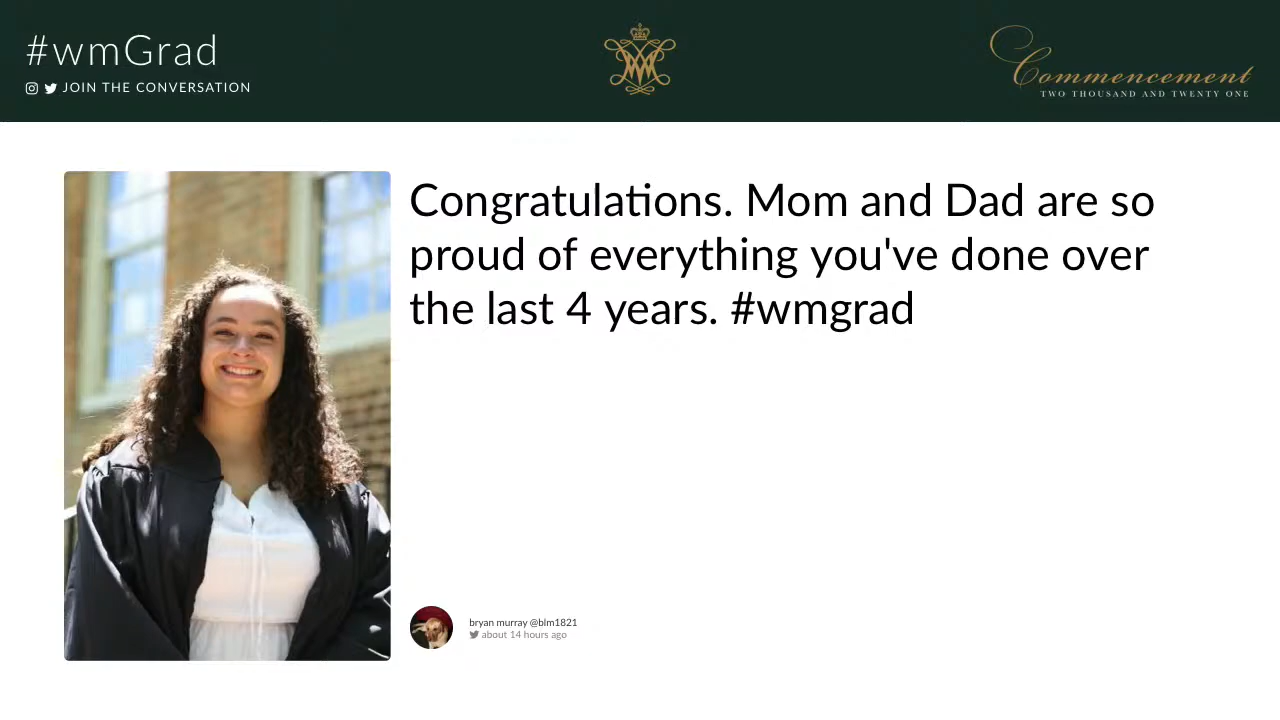 #wmGrad
JOIN THE CONVERSATION
Commencement
TWO THOUSAND AND TWENTY ONE
Congratulations. Mom and Dad are so
proud of everything you've done over
the last 4 years. #wmgrad
bryan murray @blm1821
about 14 hours ago